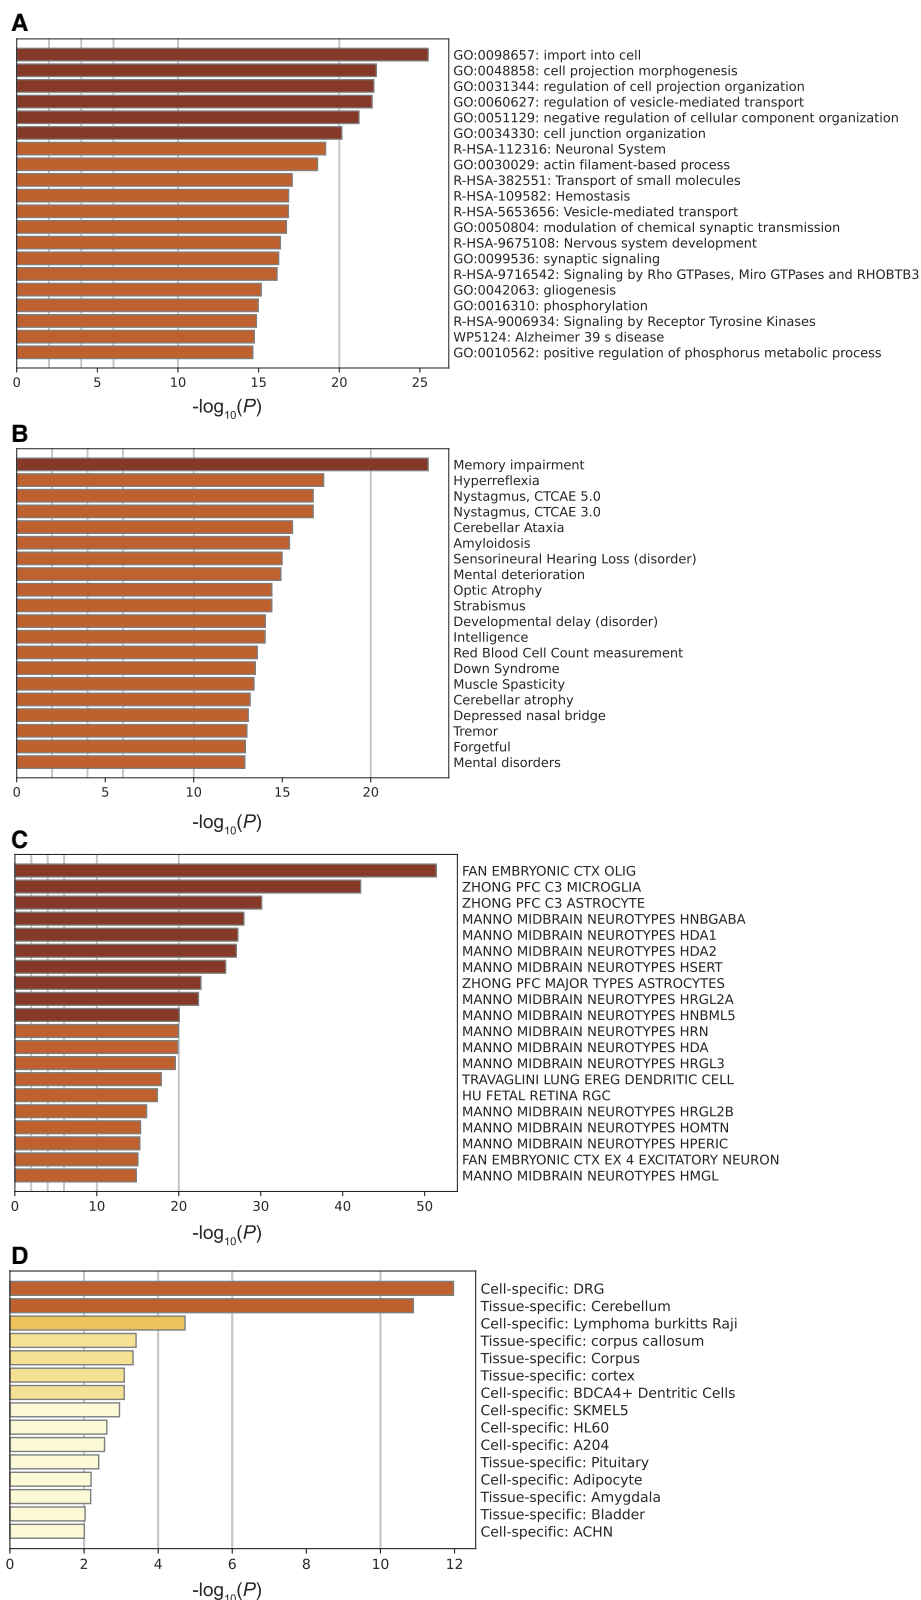 A
GO:0098657: import into cell
GO:0048858: cell projection morphogenesis
GO:0031344: regulation of cell projection organization
GO:0060627: regulation of vesicle-mediated transport
GO:0051129: negative regulation of cellular component organization
GO:0034330: cell junction organization
R-HSA-112316: Neuronal System
GO:0030029: actin filament-based process
R-HSA-382551: Transport of small molecules
R-HSA-109582: Hemostasis
R-HSA-5653656: Vesicle-mediated transport
GO:0050804: modulation of chemical synaptic transmission
R-HSA-9675108: Nervous system development
GO:0099536: synaptic signaling
R-HSA-9716542: Signaling by Rho GTPases, Miro GTPases and RHOBTB3
GO:0042063: gliogenesis
GO:0016310: phosphorylation
R-HSA-9006934: Signaling by Receptor Tyrosine Kinases
WP5124: Alzheimer 39 s disease
GO:0010562: positive regulation of phosphorus metabolic process
0 5 10 15 20 25
-log10(P)
B
Memory impairment
Hyperreflexia
Nystagmus, CTCAE 5.0
Nystagmus, CTCAE 3.0
Cerebellar Ataxia
Amyloidosis
Sensorineural Hearing Loss (disorder)
Mental deterioration
Optic Atrophy
Strabismus
Developmental delay (disorder)
Intelligence
Red Blood Cell Count measurement
Down Syndrome
Muscle Spasticity
Cerebellar atrophy
Depressed nasal bridge
Tremor
Forgetful
Mental disorders
0 5 10 15 20
-log10(P)
C
FAN EMBRYONIC CTX OLIG
ZHONG PFC C3 MICROGLIA
ZHONG PFC C3 ASTROCYTE
MANNO MIDBRAIN NEUROTYPES HNBGABA
MANNO MIDBRAIN NEUROTYPES HDA1
MANNO MIDBRAIN NEUROTYPES HDA2
MANNO MIDBRAIN NEUROTYPES HSERT
ZHONG PFC MAJOR TYPES ASTROCYTES
MANNO MIDBRAIN NEUROTYPES HRGL2A
MANNO MIDBRAIN NEUROTYPES HNBML5
MANNO MIDBRAIN NEUROTYPES HRN
MANNO MIDBRAIN NEUROTYPES HDA
MANNO MIDBRAIN NEUROTYPES HRGL3
TRAVAGLINI LUNG EREG DENDRITIC CELL
HU FETAL RETINA RGC
MANNO MIDBRAIN NEUROTYPES HRGL2B
MANNO MIDBRAIN NEUROTYPES HOMTN
MANNO MIDBRAIN NEUROTYPES HPERIC
FAN EMBRYONIC CTX EX 4 EXCITATORY NEURON
MANNO MIDBRAIN NEUROTYPES HMGL
0 10 20 30 40 50
-log10(P)
D
Cell-specific: DRG
Tissue-specific: Cerebellum
Cell-specific: Lymphoma burkitts Raji
Tissue-specific: corpus callosum
Tissue-specific: Corpus
Tissue-specific: cortex
Cell-specific: BDCA4+ Dentritic Cells
Cell-specific: SKMEL5
Cell-specific: HL60
Cell-specific: A204
Tissue-specific: Pituitary
Cell-specific: Adipocyte
Tissue-specific: Amygdala
Tissue-specific: Bladder
Cell-specific: ACHN
0 2 4 6 8 10 12
-log10(P)